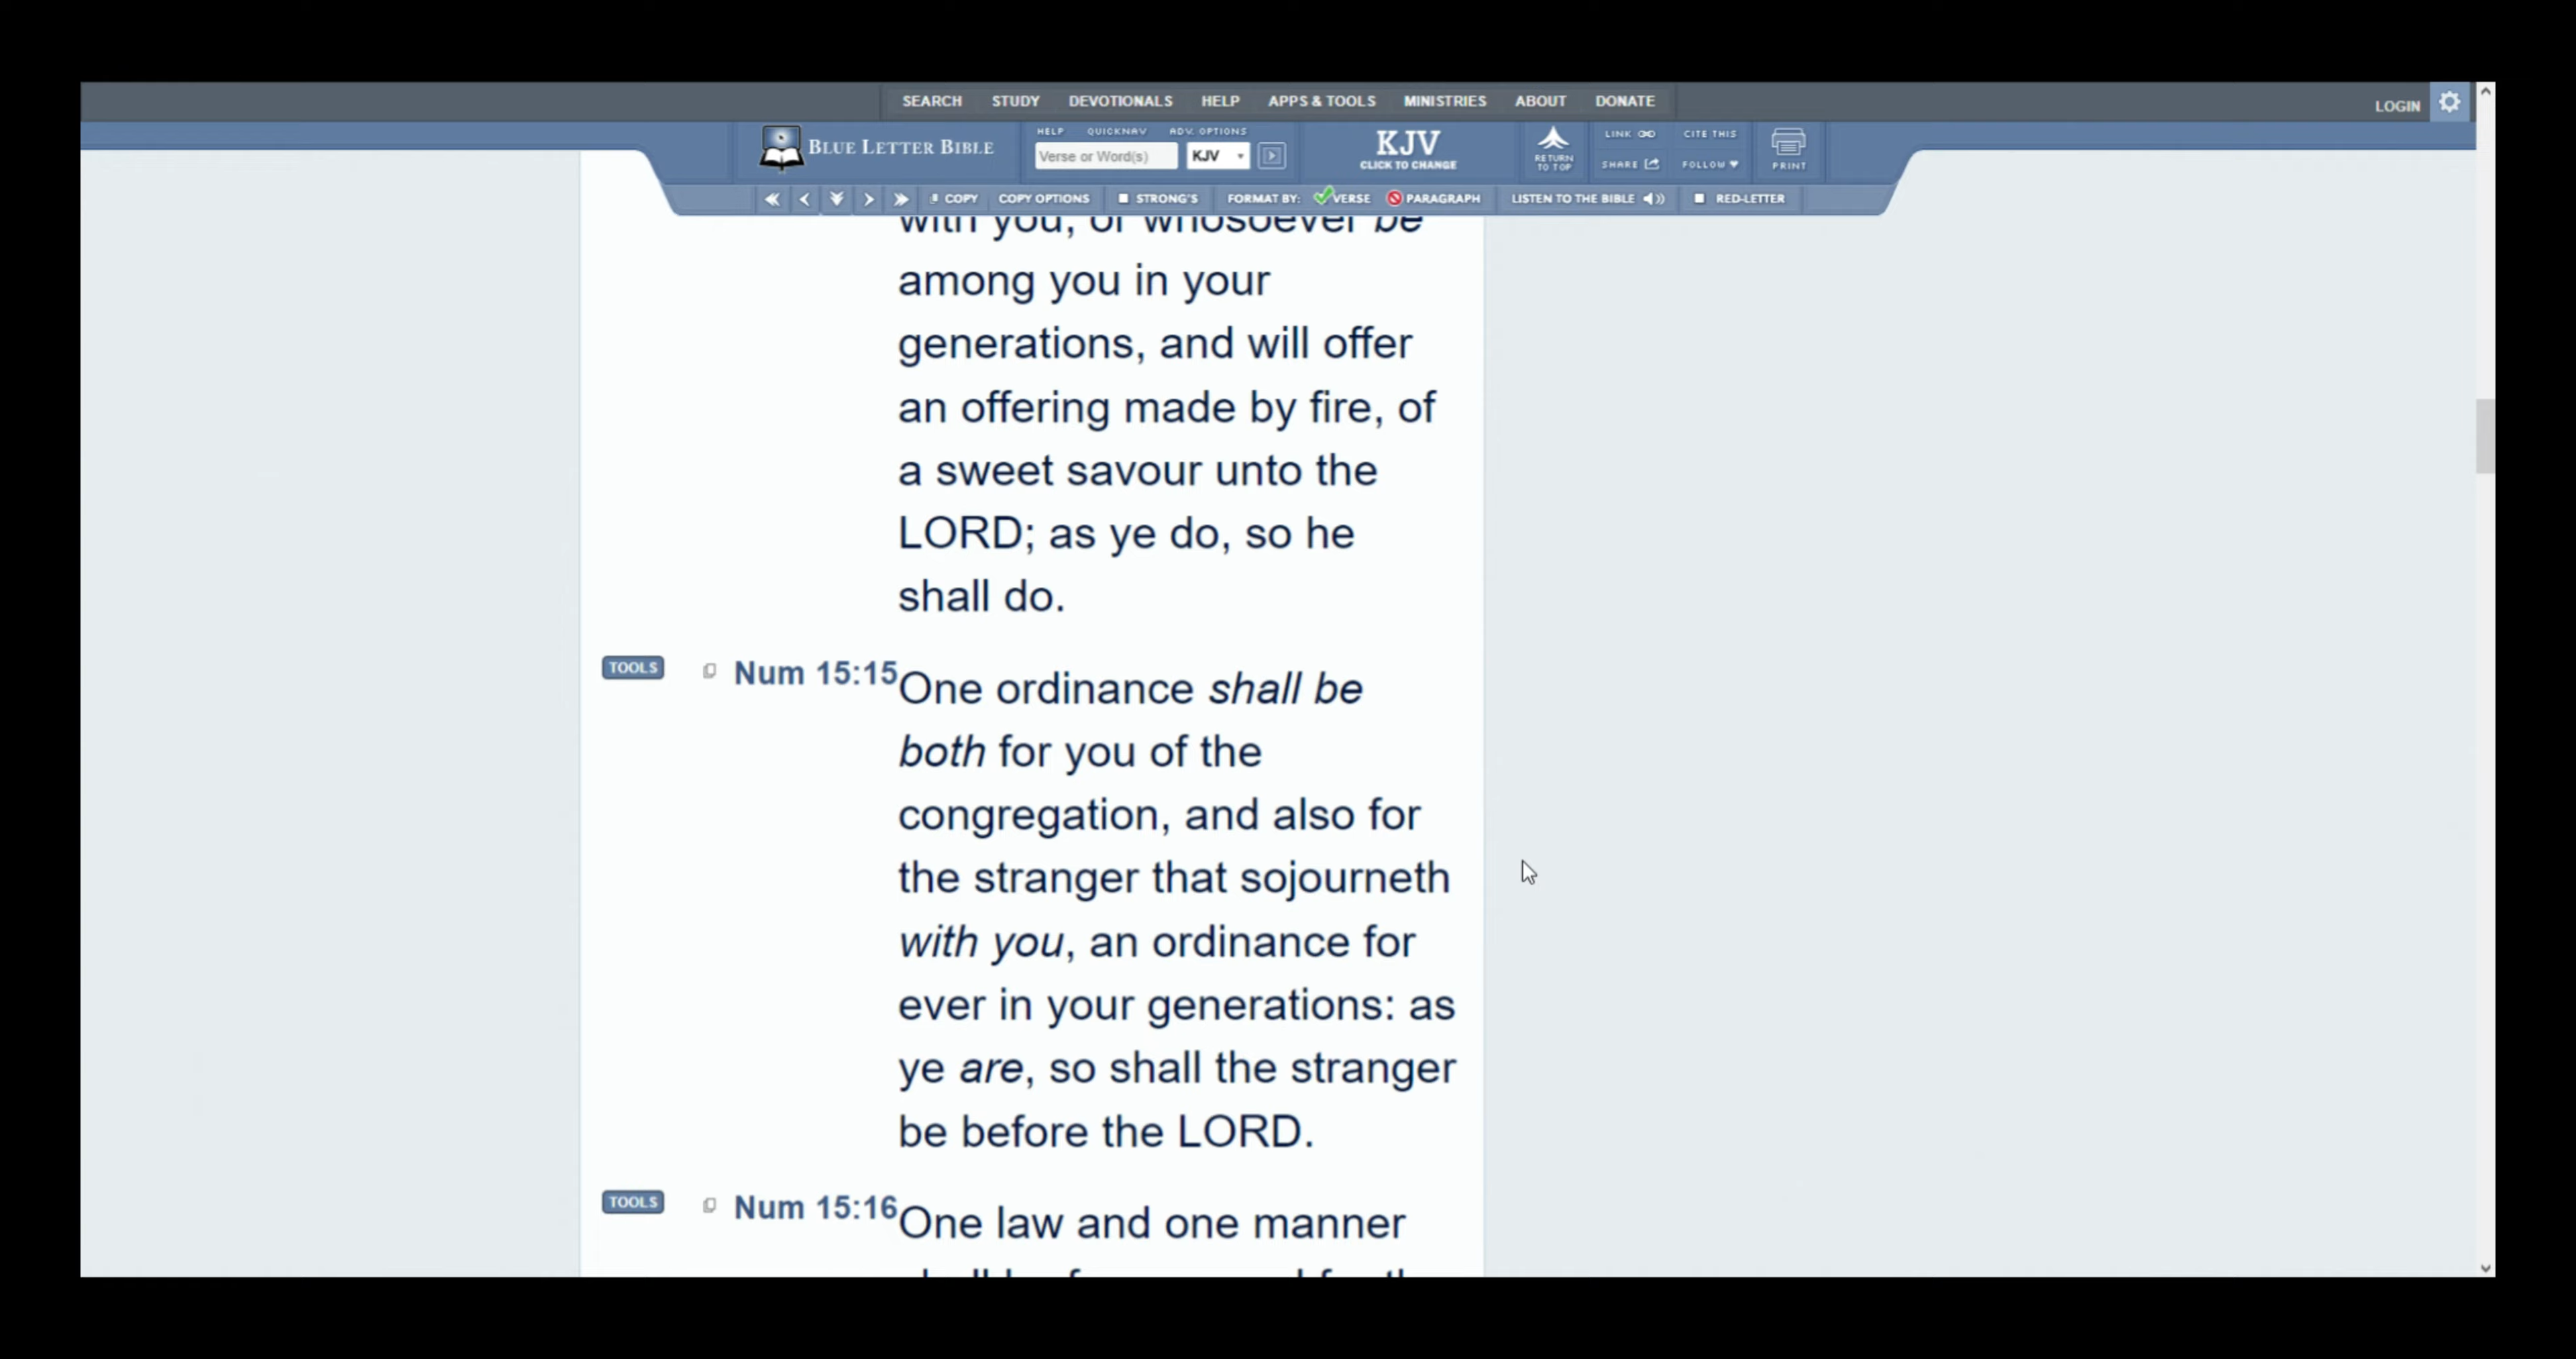 SEARCH STUDY DEVOTIONALS HELP APPS & TOOLS MINISTRIES ABOUT DONATE
LOGIN
BLUE LETTER BIBLE
HELP QUICKNAV ADV. OPTIONS
Verse or Word(s) KJV
KJV
CLICK TO CHANGE
RETURN
TO TOP
LINK CITE THIS
SHARE FOLLOW
PRINT
COPY COPY OPTIONS STRONG'S FORMAT BY: VERSE PARAGRAPH LISTEN TO THE BIBLE RED-LETTER
with you, or whosoever be
among you in your
generations, and will offer
an offering made by fire, of
a sweet savour unto the
LORD; as ye do, so he
shall do.
TOOLS Num 15:15 One ordinance shall be
both for you of the
congregation, and also for
the stranger that sojourneth
with you, an ordinance for
ever in your generations: as
ye are, so shall the stranger
be before the LORD.
TOOLS Num 15:16 One law and one manner